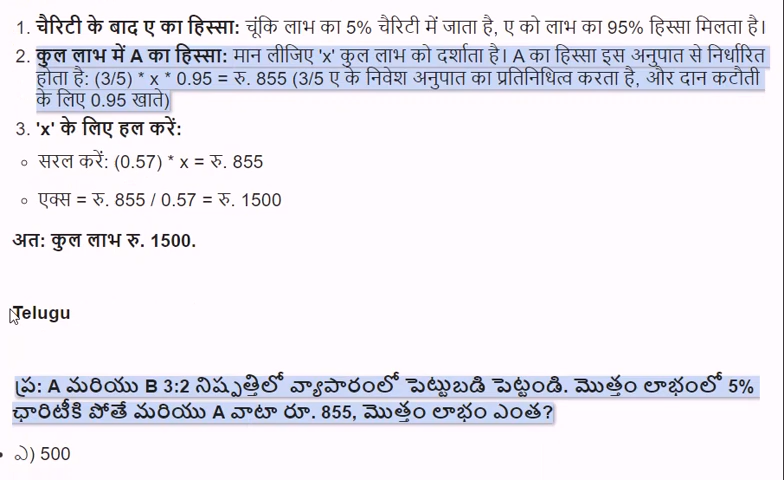 1. चैरिटी के बाद ए का हिस्सा: चूंकि लाभ का 5% चैरिटी में जाता है, ए को लाभ का 95% हिस्सा मिलता है।
2. कुल लाभ में A का हिस्सा: मान लीजिए 'x' कुल लाभ को दर्शाता है। A का हिस्सा इस अनुपात से निर्धारित
होता है: (3/5) * x * 0.95 = रु. 855 (3/5 ए के निवेश अनुपात का प्रतिनिधित्व करता है, और दान कटौती
के लिए 0.95 खाते)
3. 'x' के लिए हल करें:
○ सरल करें: (0.57) * x = रु. 855
○ एक्स = रु. 855 / 0.57 = रु. 1500
अत: कुल लाभ रु. 1500.
Telugu
ప్ర: A మరియు B 3:2 నిష్పత్తిలో వ్యాపారంలో పెట్టుబడి పెట్టండి. మొత్తం లాభంలో 5%
ఛారిటీకి పోతే మరియు A వాటా రూ. 855, మొత్తం లాభం ఎంత?
• ఎ) 500